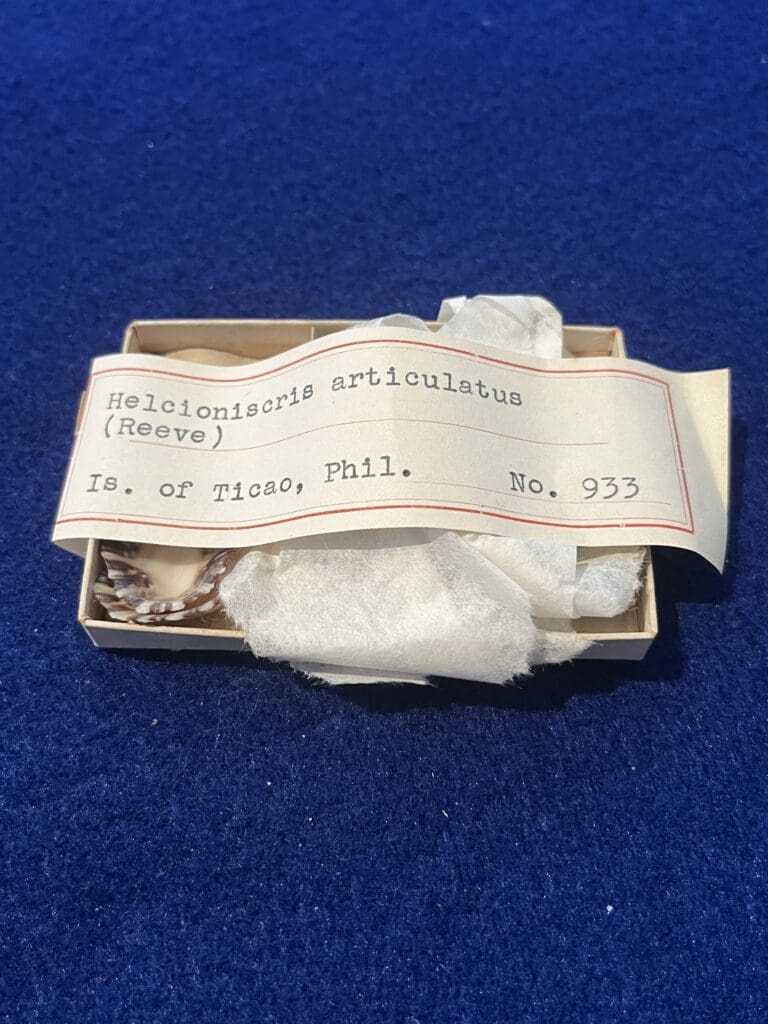 Helcioniscris articulatus
(Reeve)
Is. of Ticao, Phil. No. 933